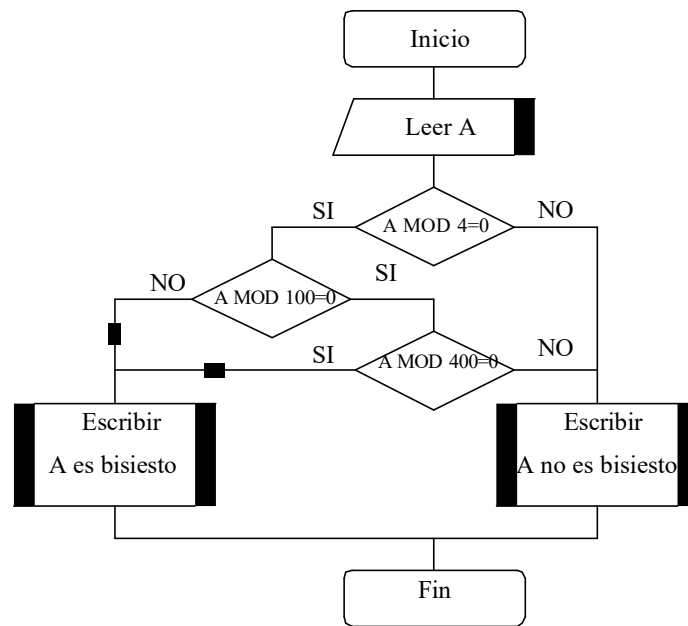 Inicio
Leer A
SI
NO
A MOD 4=0
NO
SI
A MOD 100=0
SI
NO
A MOD 400=0
Escribir
A es bisiesto
Escribir
A no es bisiesto
Fin